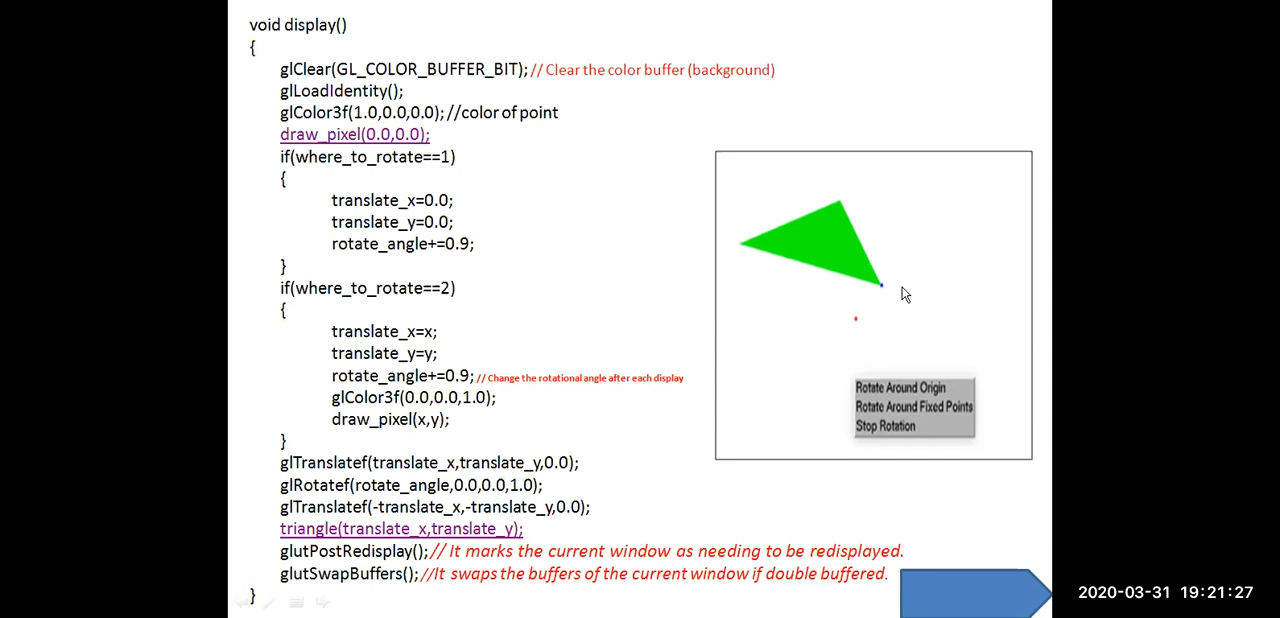 void display()
{
glClear(GL_COLOR_BUFFER_BIT); // Clear the color buffer (background)
glLoadIdentity();
glColor3f(1.0,0.0,0.0); //color of point
draw_pixel(0.0,0.0);
if(where_to_rotate==1)
{
translate_x=0.0;
translate_y=0.0;
rotate_angle+=0.9;
}
if(where_to_rotate==2)
{
translate_x=x;
translate_y=y;
rotate_angle+=0.9; // Change the rotational angle after each display
glColor3f(0.0,0.0,1.0);
draw_pixel(x,y);
}
glTranslatef(translate_x,translate_y,0.0);
glRotatef(rotate_angle,0.0,0.0,1.0);
glTranslatef(-translate_x,-translate_y,0.0);
triangle(translate_x,translate_y);
glutPostRedisplay(); // It marks the current window as needing to be redisplayed.
glutSwapBuffers(); //It swaps the buffers of the current window if double buffered.
}
Rotate Around Origin
Rotate Around Fixed Points
Stop Rotation
2020-03-31 19:21:27